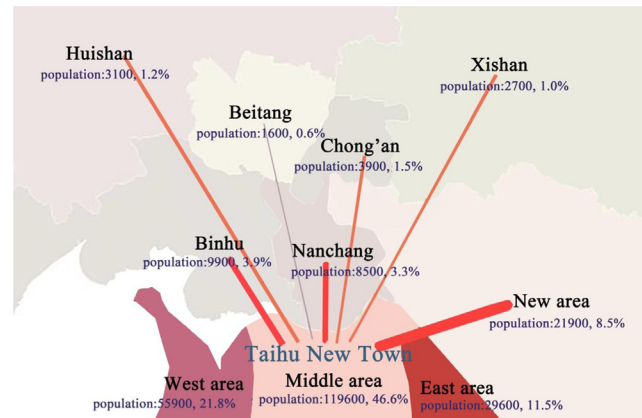 Huishan
population:3100, 1.2%
Xishan
population:2700, 1.0%
Beitang
population:1600, 0.6%
Chong'an
population:3900, 1.5%
Binhu
population:9900, 3.9%
Nanchang
population:8500, 3.3%
New area
population:21900, 8.5%
Taihu New Town
West area
population:55900, 21.8%
Middle area
population:119600, 46.6%
East area
population:29600, 11.5%